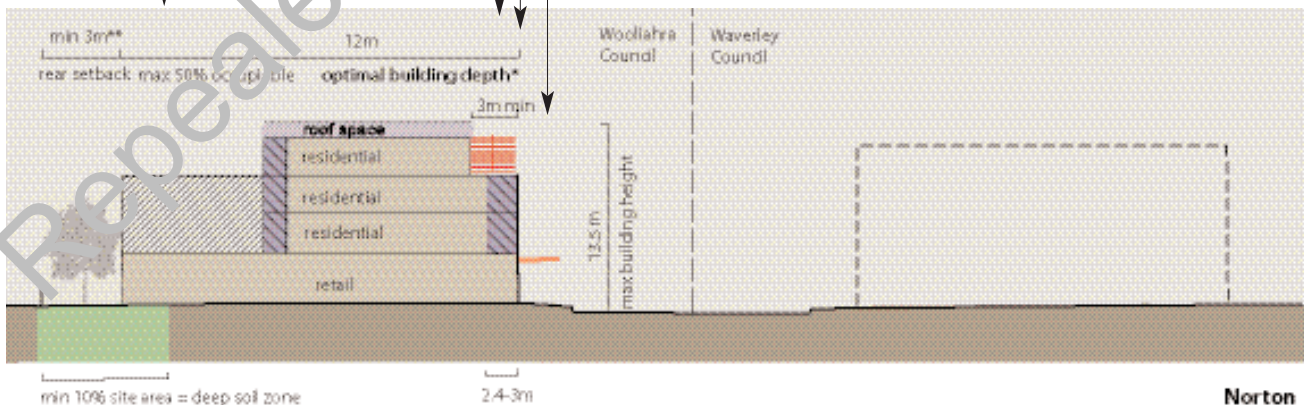 min 3m**
12m
Woollahra
Council
Waverley
Council
rear setback
max 50% occupiable
optimal building depth*
3m min
roof space
residential
residential
residential
retail
13.5 m
max building height
min 10% site area = deep soil zone
2.4-3m
Norton
Repeale